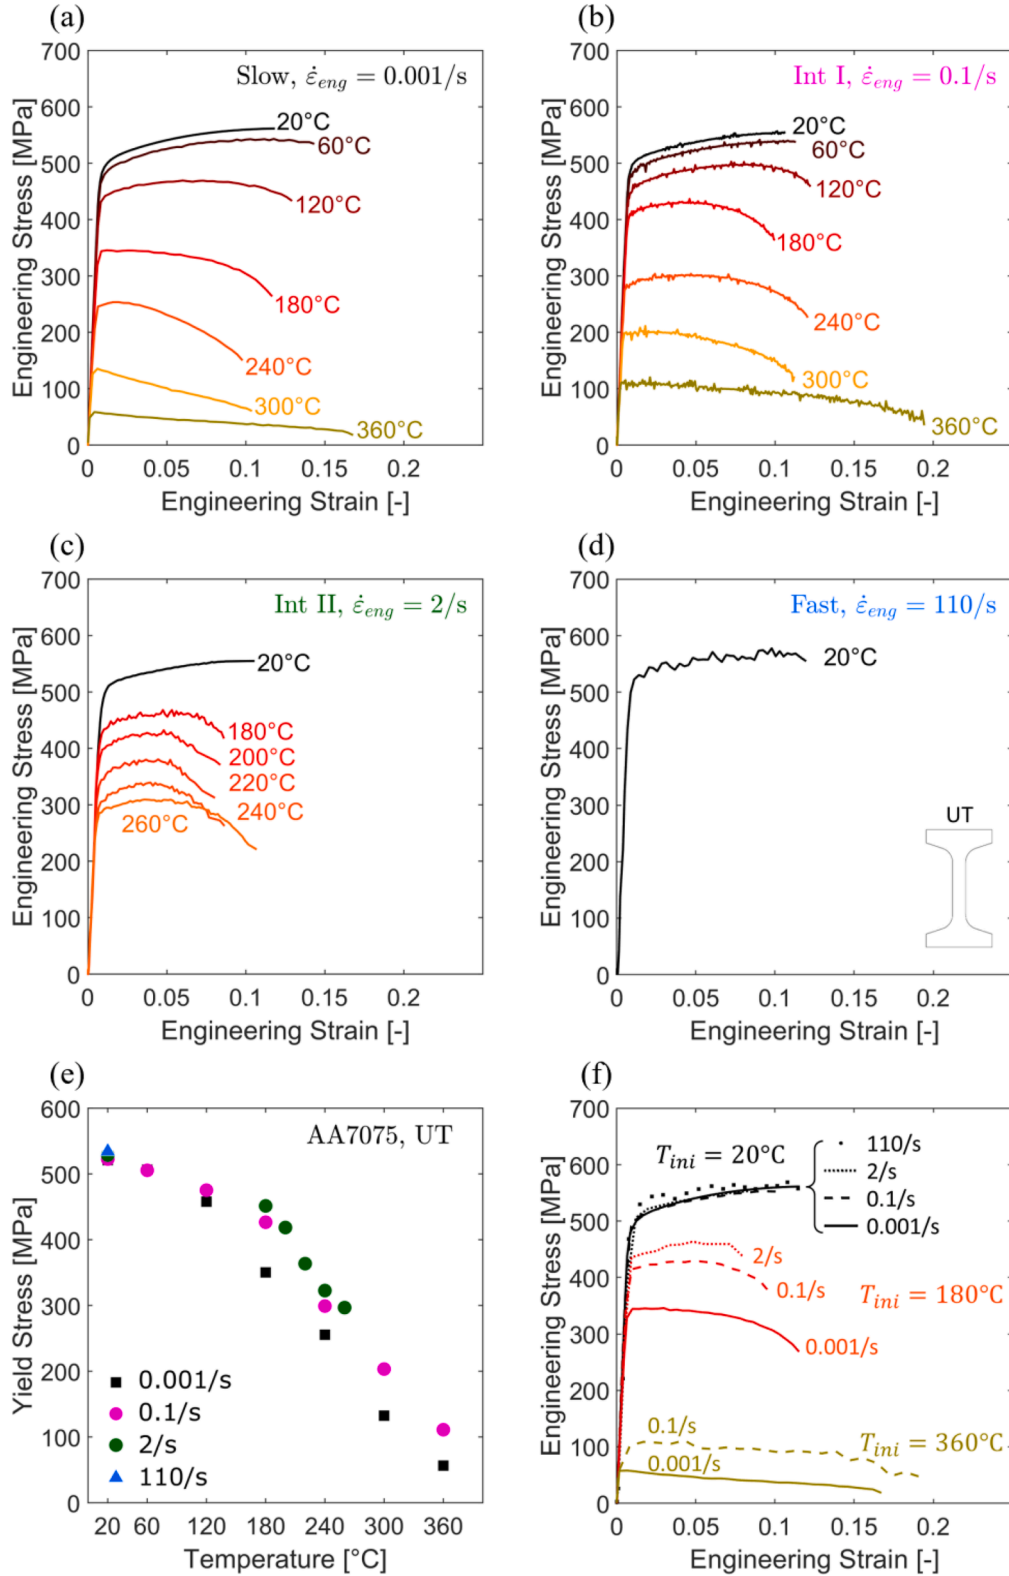 (a)
Slow, ε̇eng = 0.001/s
700
600
500
400
300
200
100
0
Engineering Stress [MPa]
20°C
60°C
120°C
180°C
240°C
300°C
360°C
0 0.05 0.1 0.15 0.2
Engineering Strain [-]
(b)
Int I, ε̇eng = 0.1/s
700
600
500
400
300
200
100
0
Engineering Stress [MPa]
20°C
60°C
120°C
180°C
240°C
300°C
360°C
0 0.05 0.1 0.15 0.2
Engineering Strain [-]
(c)
Int II, ε̇eng = 2/s
700
600
500
400
300
200
100
0
Engineering Stress [MPa]
20°C
180°C
200°C
220°C
240°C
260°C
0 0.05 0.1 0.15 0.2
Engineering Strain [-]
(d)
Fast, ε̇eng = 110/s
700
600
500
400
300
200
100
0
Engineering Stress [MPa]
20°C
UT
0 0.05 0.1 0.15 0.2
Engineering Strain [-]
(e)
AA7075, UT
600
500
400
300
200
100
0
Yield Stress [MPa]
0.001/s
0.1/s
2/s
110/s
20 60 120 180 240 300 360
Temperature [°C]
(f)
700
600
500
400
300
200
100
0
Engineering Stress [MPa]
Tini = 20°C
110/s
2/s
0.1/s
0.001/s
2/s
0.1/s
Tini = 180°C
0.001/s
0.1/s
Tini = 360°C
0.001/s
0 0.05 0.1 0.15 0.2
Engineering Strain [-]